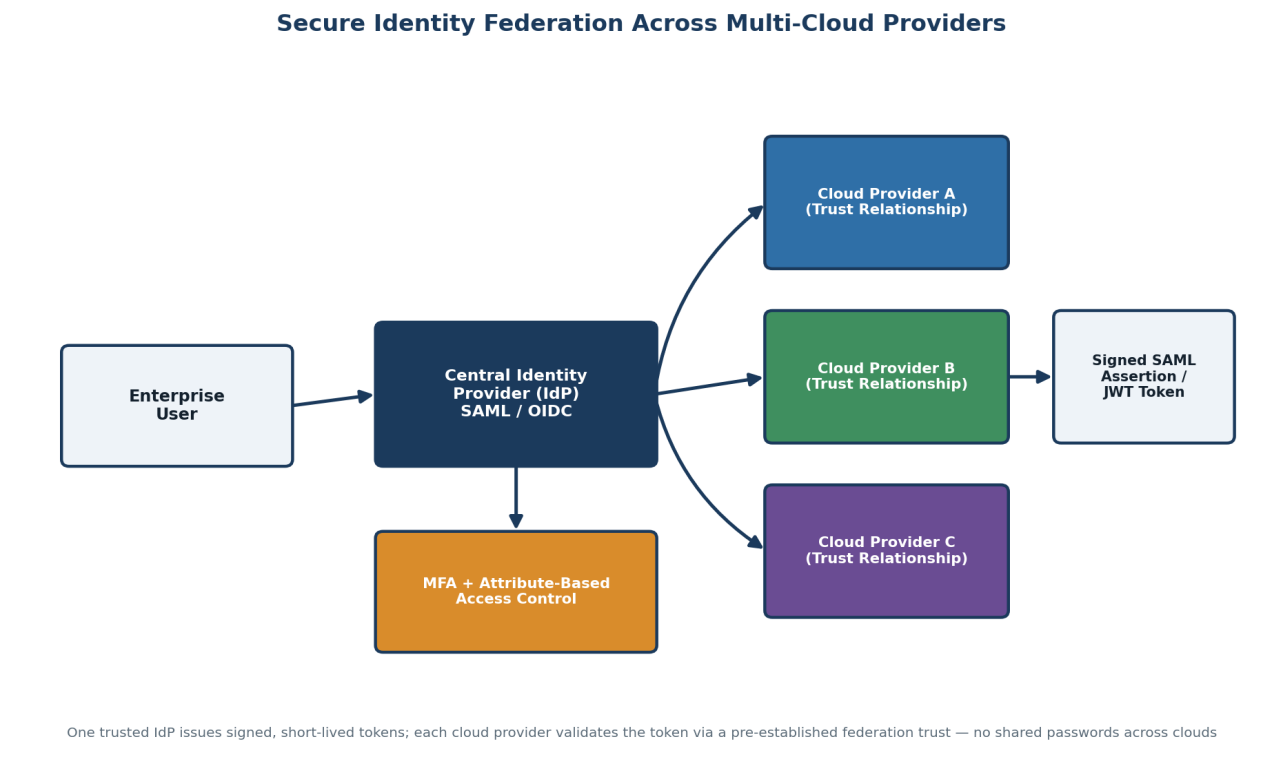 Secure Identity Federation Across Multi-Cloud Providers
Enterprise
User
Central Identity
Provider (IdP)
SAML / OIDC
MFA + Attribute-Based
Access Control
Cloud Provider A
(Trust Relationship)
Cloud Provider B
(Trust Relationship)
Cloud Provider C
(Trust Relationship)
Signed SAML
Assertion /
JWT Token
One trusted IdP issues signed, short-lived tokens; each cloud provider validates the token via a pre-established federation trust — no shared passwords across clouds